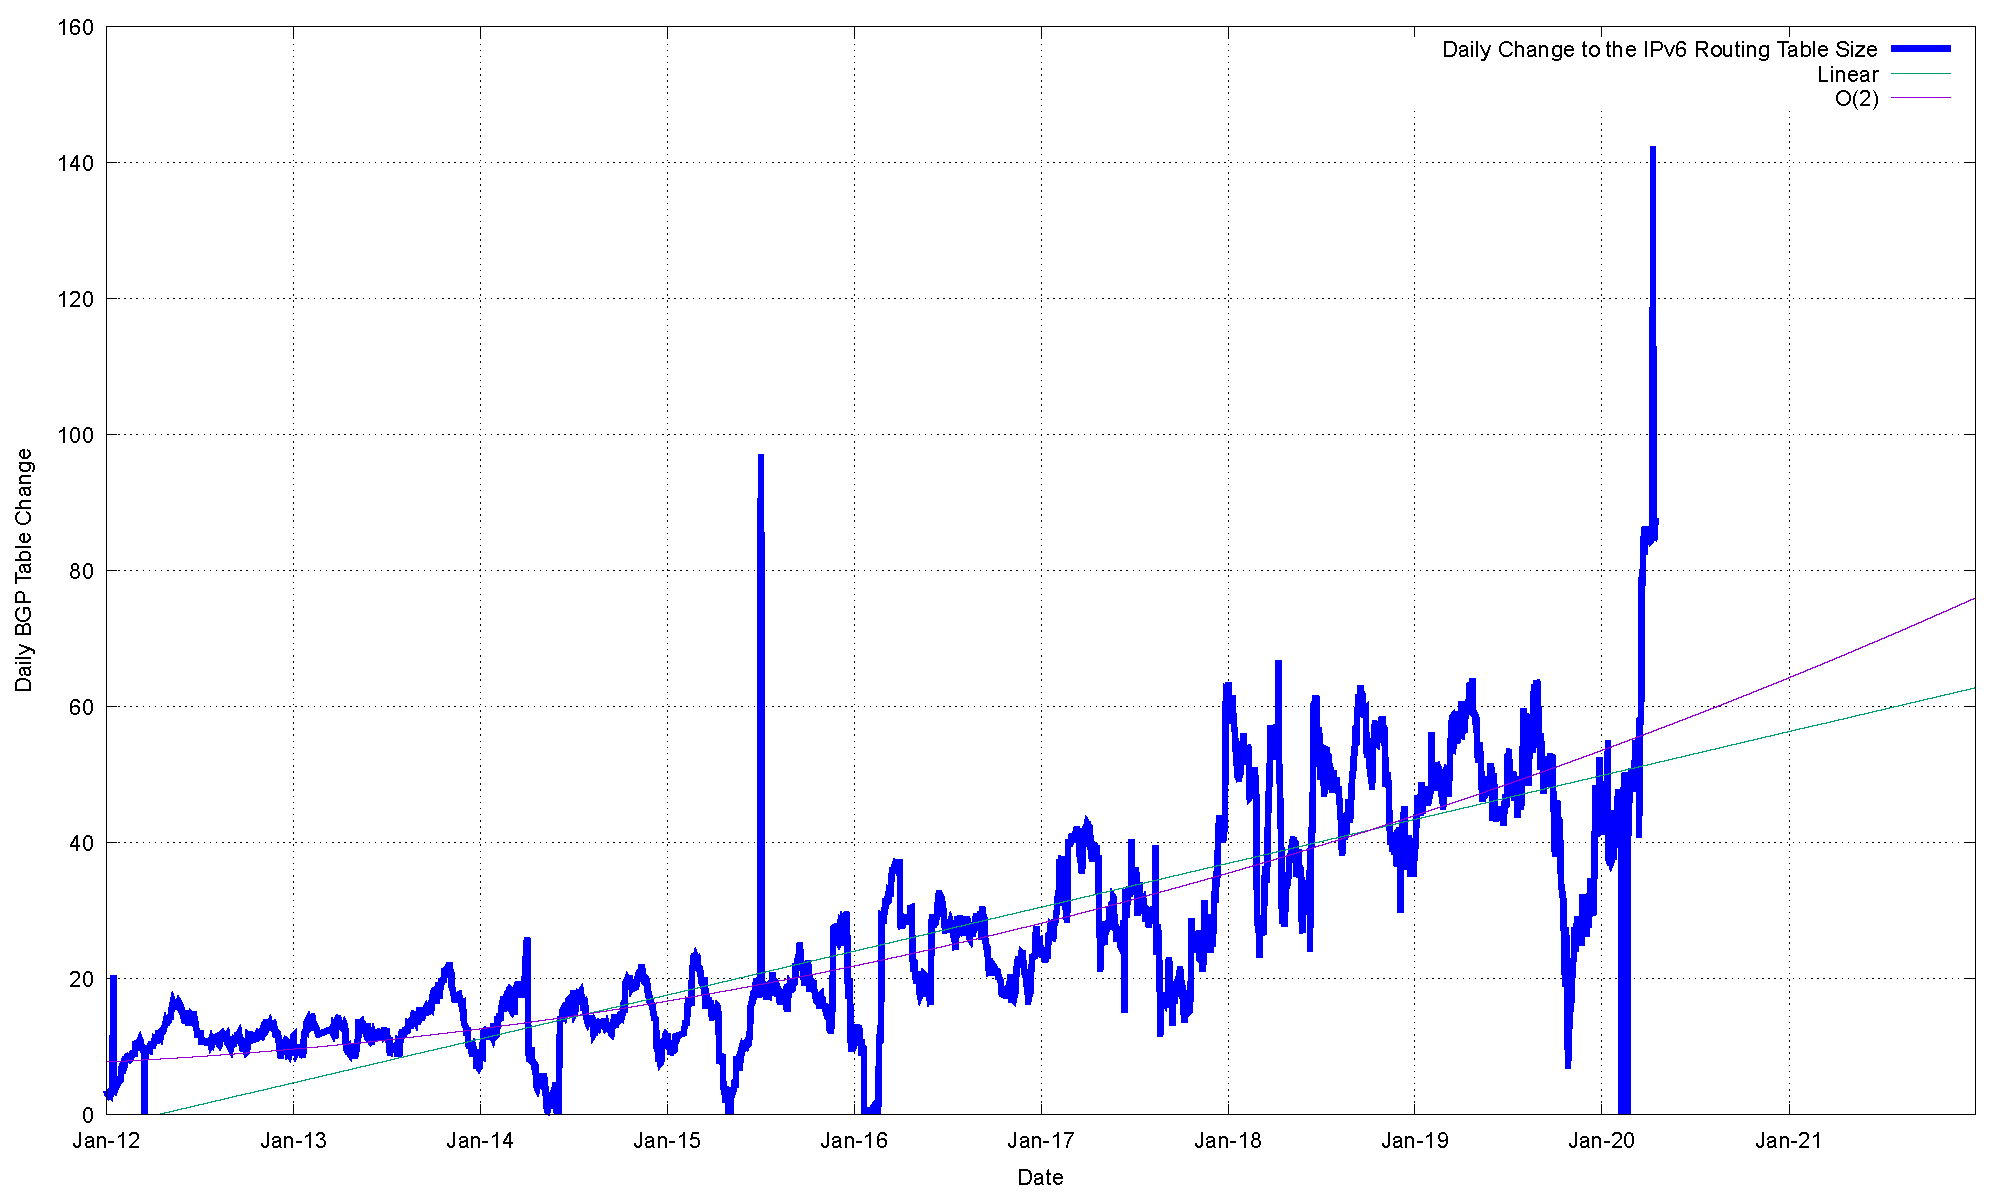 Daily Change to the IPv6 Routing Table Size
Linear
O(2)
160
140
120
100
80
60
40
20
0
Daily BGP Table Change
Jan-12 Jan-13 Jan-14 Jan-15 Jan-16 Jan-17 Jan-18 Jan-19 Jan-20 Jan-21
Date